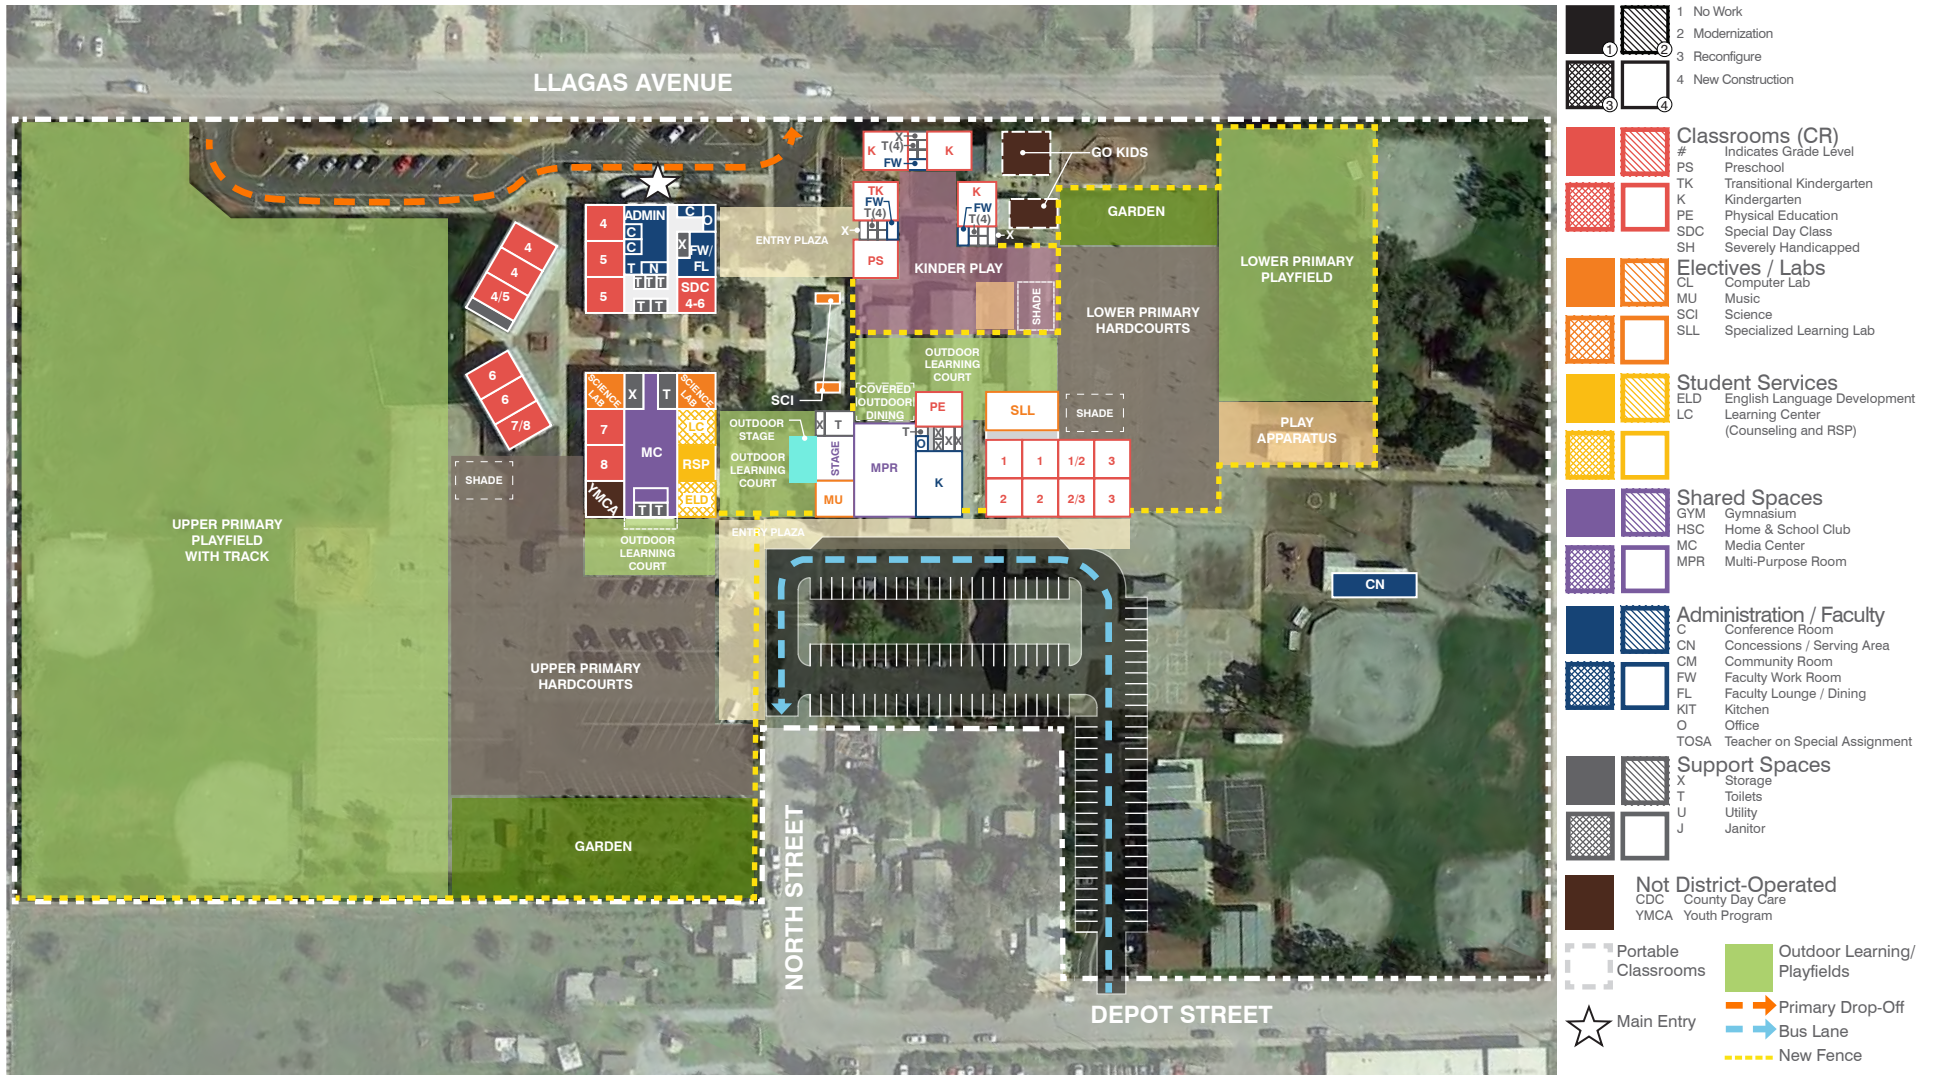 LLAGAS AVENUE
K
X
T(4)
FW
K
GO KIDS
TK
FW
T(4)
X
PS
K
FW
T(4)
X
GARDEN
LOWER PRIMARY
PLAYFIELD
4
ADMIN
C
O
C
C
X
FW/
FL
5
T
N
T
T
T
5
T
T
SDC
4-6
ENTRY PLAZA
KINDER PLAY
SHADE
LOWER PRIMARY
HARDCOURTS
4
4
4/5
6
6
7/8
SCIENCE
LAB
X
T
SCIENCE
LAB
7
MC
LC
8
RSP
YMCA
T
T
ELD
SCI
OUTDOOR
LEARNING
COURT
COVERED
OUTDOOR
DINING
PE
SLL
SHADE
PLAY
APPARATUS
OUTDOOR
STAGE
X
T
T
O
X
X
X
X
OUTDOOR
LEARNING
COURT
STAGE
MPR
K
MU
1
1
1/2
3
2
2
2/3
3
SHADE
UPPER PRIMARY
PLAYFIELD
WITH TRACK
OUTDOOR
LEARNING
COURT
ENTRY PLAZA
CN
UPPER PRIMARY
HARDCOURTS
GARDEN
NORTH STREET
DEPOT STREET
1 No Work
2 Modernization
3 Reconfigure
4 New Construction
1
2
3
4
Classrooms (CR)
# Indicates Grade Level
PS Preschool
TK Transitional Kindergarten
K Kindergarten
PE Physical Education
SDC Special Day Class
SH Severely Handicapped
Electives / Labs
CL Computer Lab
MU Music
SCI Science
SLL Specialized Learning Lab
Student Services
ELD English Language Development
LC Learning Center
(Counseling and RSP)
Shared Spaces
GYM Gymnasium
HSC Home & School Club
MC Media Center
MPR Multi-Purpose Room
Administration / Faculty
C Conference Room
CN Concessions / Serving Area
CM Community Room
FW Faculty Work Room
FL Faculty Lounge / Dining
KIT Kitchen
O Office
TOSA Teacher on Special Assignment
Support Spaces
X Storage
T Toilets
U Utility
J Janitor
Not District-Operated
CDC County Day Care
YMCA Youth Program
Portable
Classrooms
Outdoor Learning/
Playfields
Main Entry
Primary Drop-Off
Bus Lane
New Fence